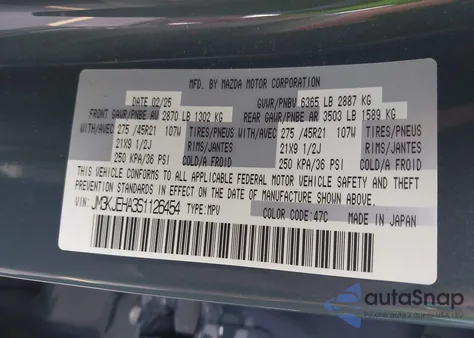 MFD. BY MAZDA MOTOR CORPORATION
DATE 02/25 GVWR/PNBV 6365 LB 2887 KG
FRONT GAWR/PNBE AV 2870 LB 1302 KG REAR GAWR/PNBE AR 3503 LB 1589 KG
WITH/AVEC 275 /45R21 107W TIRES/PNEUS WITH/AVEC 275 /45R21 107W TIRES/PNEUS
21X9 1/2J RIMS/JANTES 21X9 1/2J RIMS/JANTES
250 KPA/36 PSI COLD/A FROID 250 KPA/36 PSI COLD/A FROID
THIS VEHICLE CONFORMS TO ALL APPLICABLE FEDERAL MOTOR VEHICLE SAFETY AND THEFT
PREVENTION STANDARDS IN EFFECT ON THE DATE OF MANUFACTURE SHOWN ABOVE.
VIN: JM3KJEHA3S1126454 TYPE:MPV COLOR CODE:47C MADE IN JAPAN
autoSnap